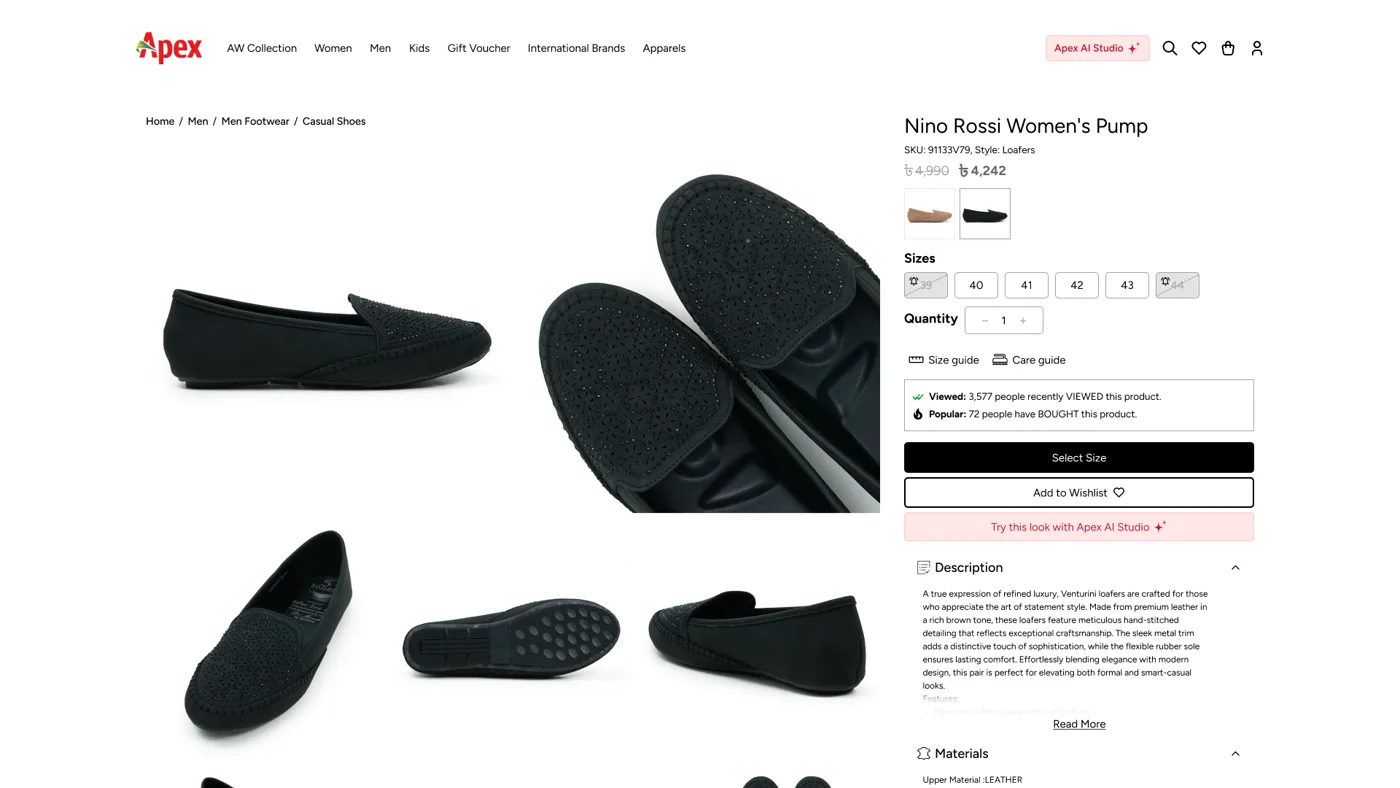 Apex
AW Collection Women Men Kids Gift Voucher International Brands Apparels
Apex AI Studio
Home / Men / Men Footwear / Casual Shoes
Nino Rossi Women's Pump
SKU: 91133V79, Style: Loafers
৳ 4,990 ৳ 4,242
Sizes
39 40 41 42 43 44
Quantity − 1 +
Size guide Care guide
Viewed: 3,577 people recently VIEWED this product.
Popular: 72 people have BOUGHT this product.
Select Size
Add to Wishlist
Try this look with Apex AI Studio
Description
A true expression of refined luxury, Venturini loafers are crafted for those
who appreciate the art of statement style. Made from premium leather in
a rich brown tone, these loafers feature meticulous hand-stitched
detailing that reflects exceptional craftsmanship. The sleek metal trim
adds a distinctive touch of sophistication, while the flexible rubber sole
ensures lasting comfort. Effortlessly blending elegance with modern
design, this pair is perfect for elevating both formal and smart-casual
looks.
Features:
Read More
Materials
Upper Material :LEATHER